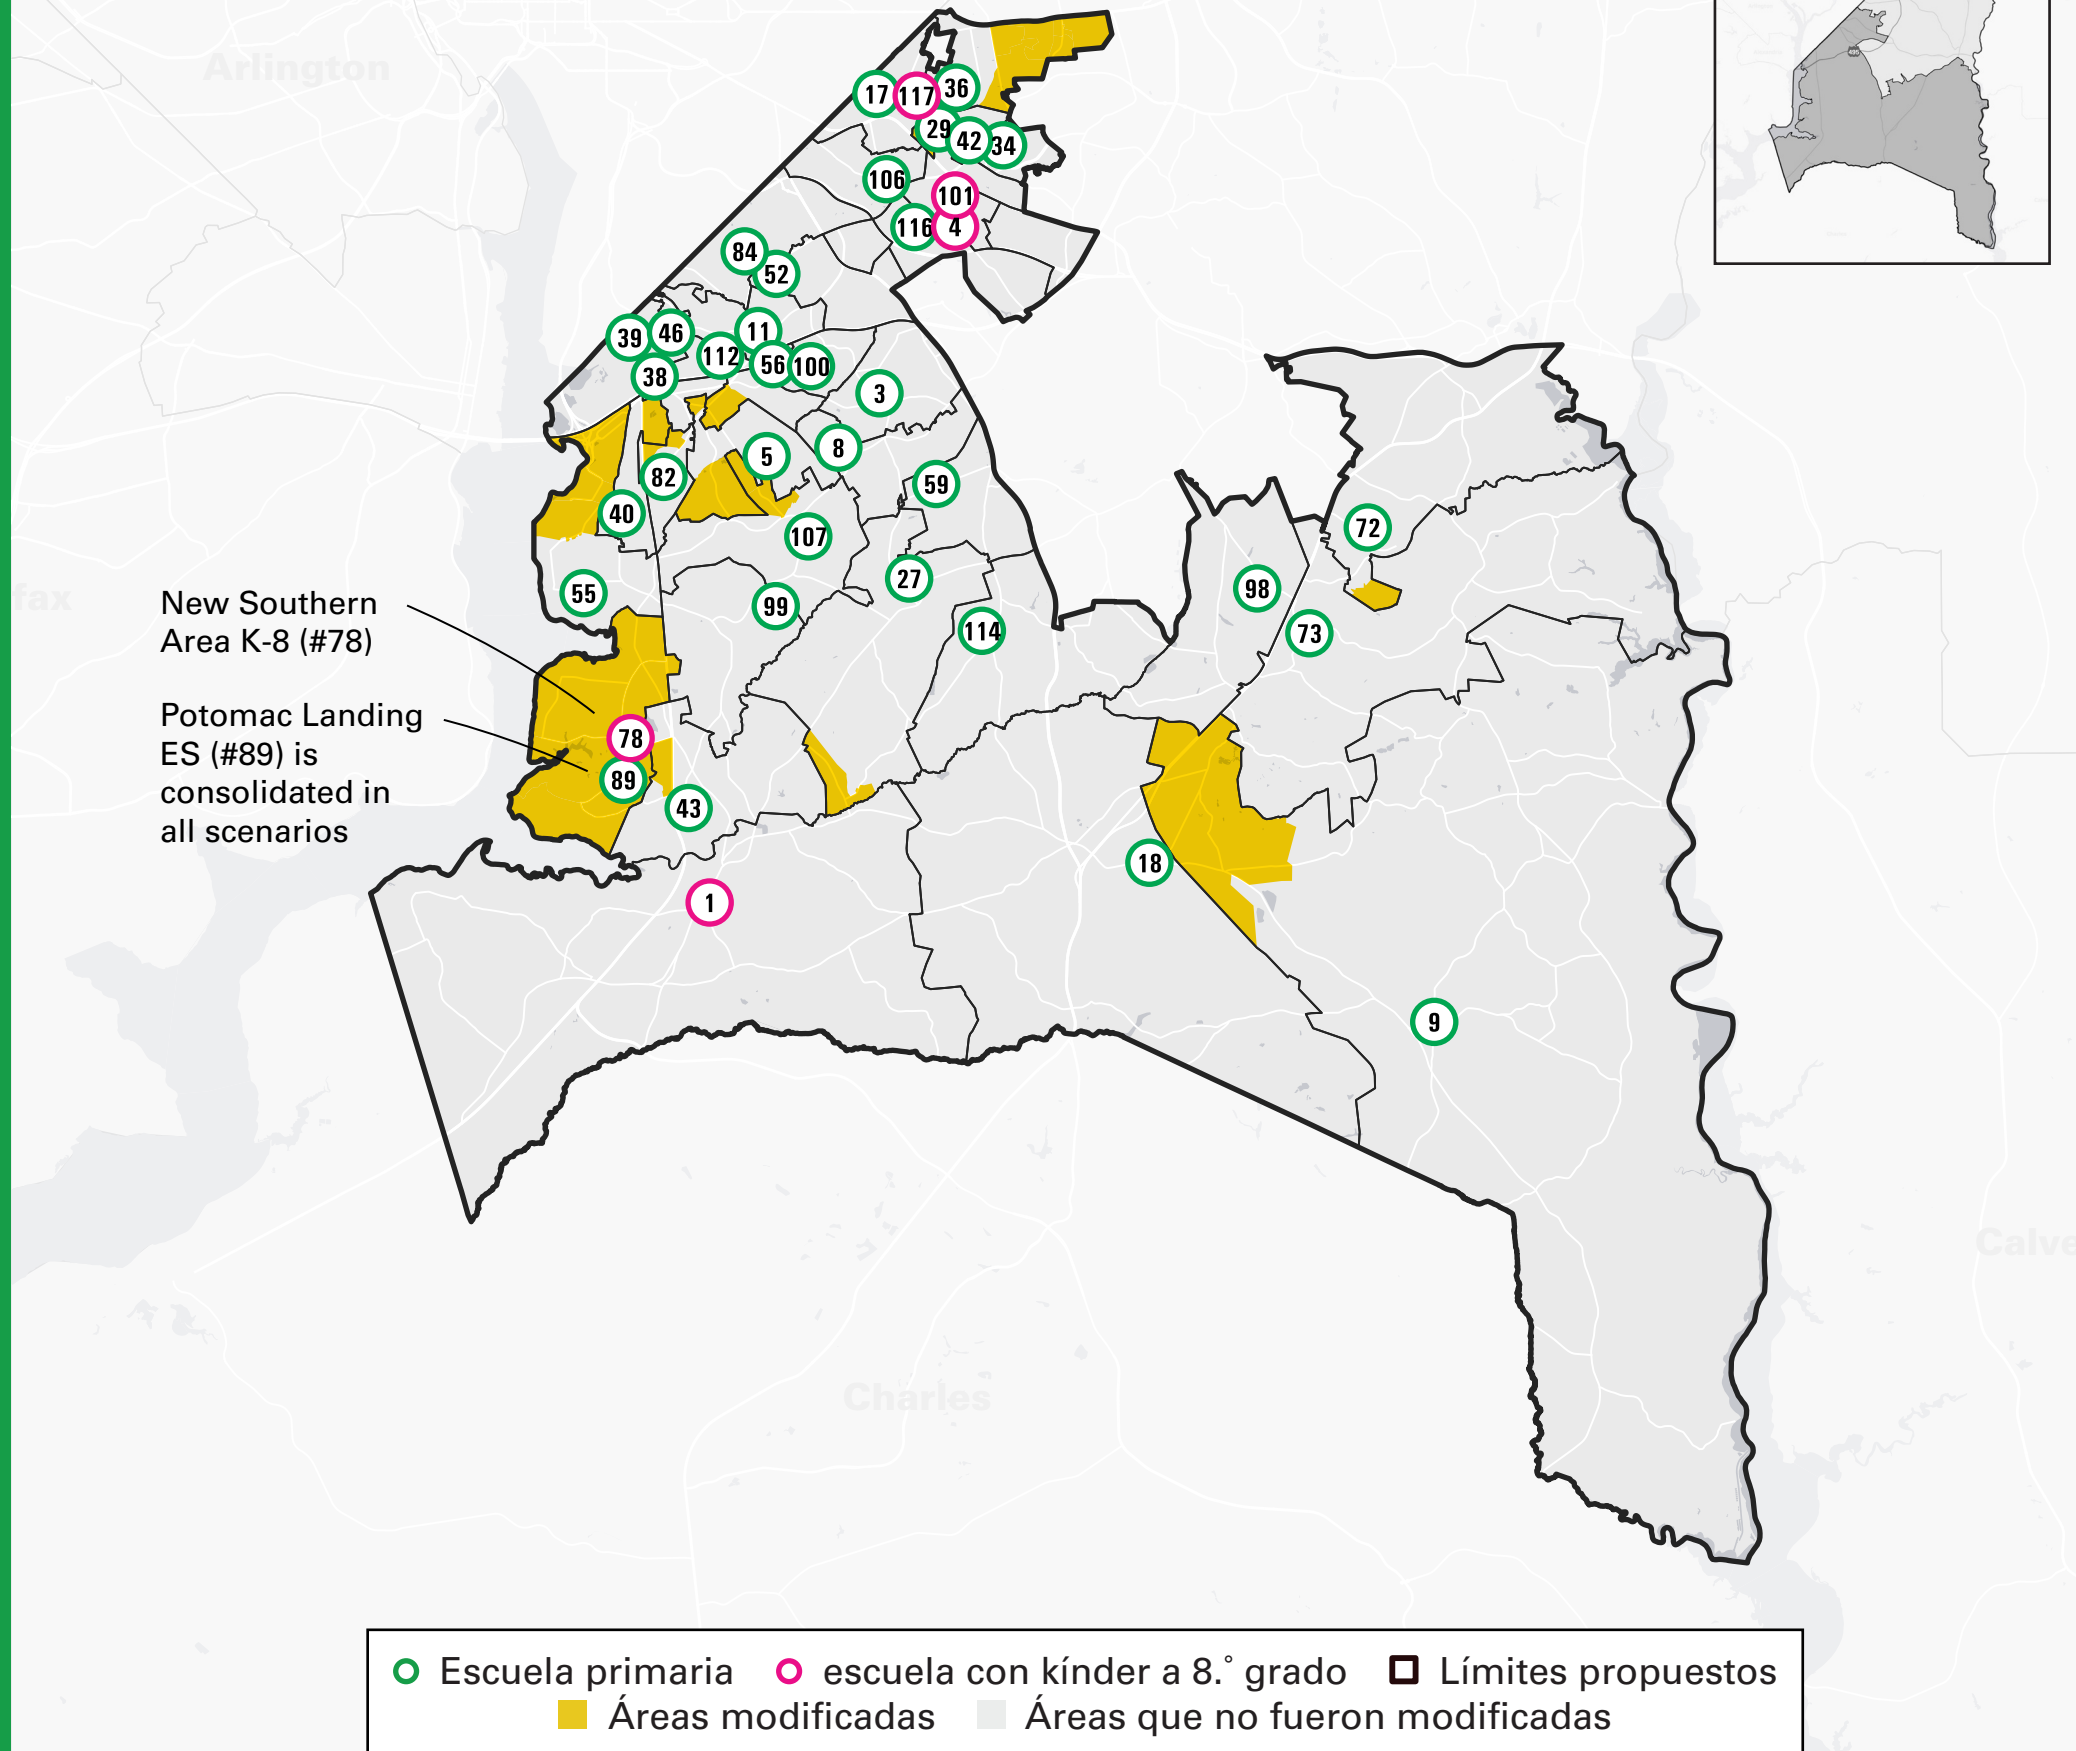 Arlington
495
17
117
36
29
42
34
106
101
116
4
84
52
39
46
11
112
56
100
38
3
8
5
82
59
40
107
72
27
98
55
99
114
73
fax
New Southern
Area K-8 (#78)
Potomac Landing
ES (#89) is
consolidated in
all scenarios
78
89
43
18
1
9
Calve
Charles
Escuela primaria
escuela con kínder a 8.° grado
Límites propuestos
Áreas modificadas
Áreas que no fueron modificadas